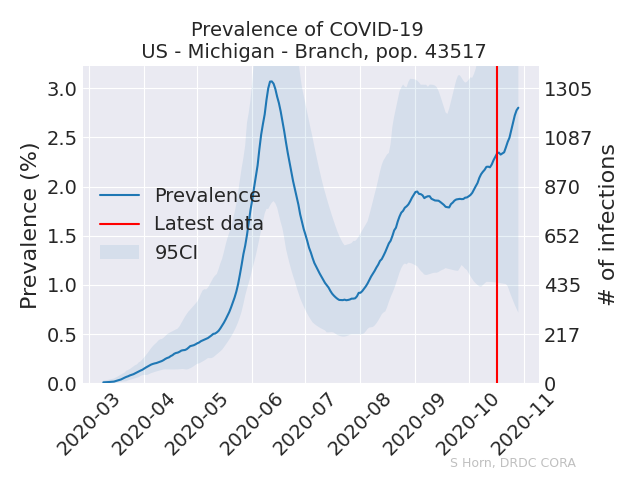 Prevalence of COVID-19
US - Michigan - Branch, pop. 43517
Prevalence (%)
3.0
2.5
2.0
1.5
1.0
0.5
0.0
Prevalence
Latest data
95CI
1305
1087
870
652
435
217
0
# of infections
2020-03
2020-04
2020-05
2020-06
2020-07
2020-08
2020-09
2020-10
2020-11
S Horn, DRDC CORA